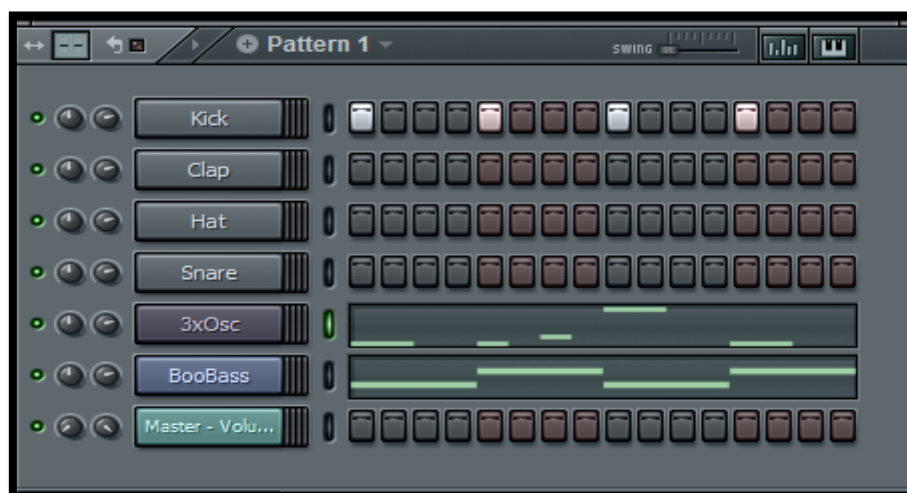 Pattern 1
SWING
Kick
Clap
Hat
Snare
3xOsc
BooBass
Master - Volu...